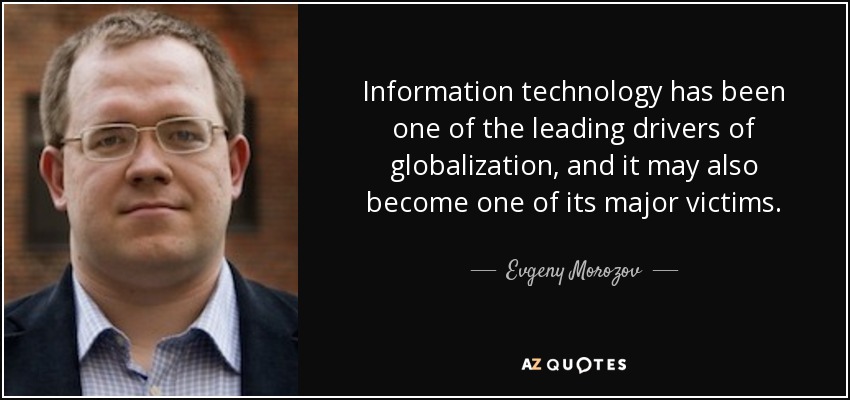 Information technology has been
one of the leading drivers of
globalization, and it may also
become one of its major victims.
Evgeny Morozov
AZ QUOTES